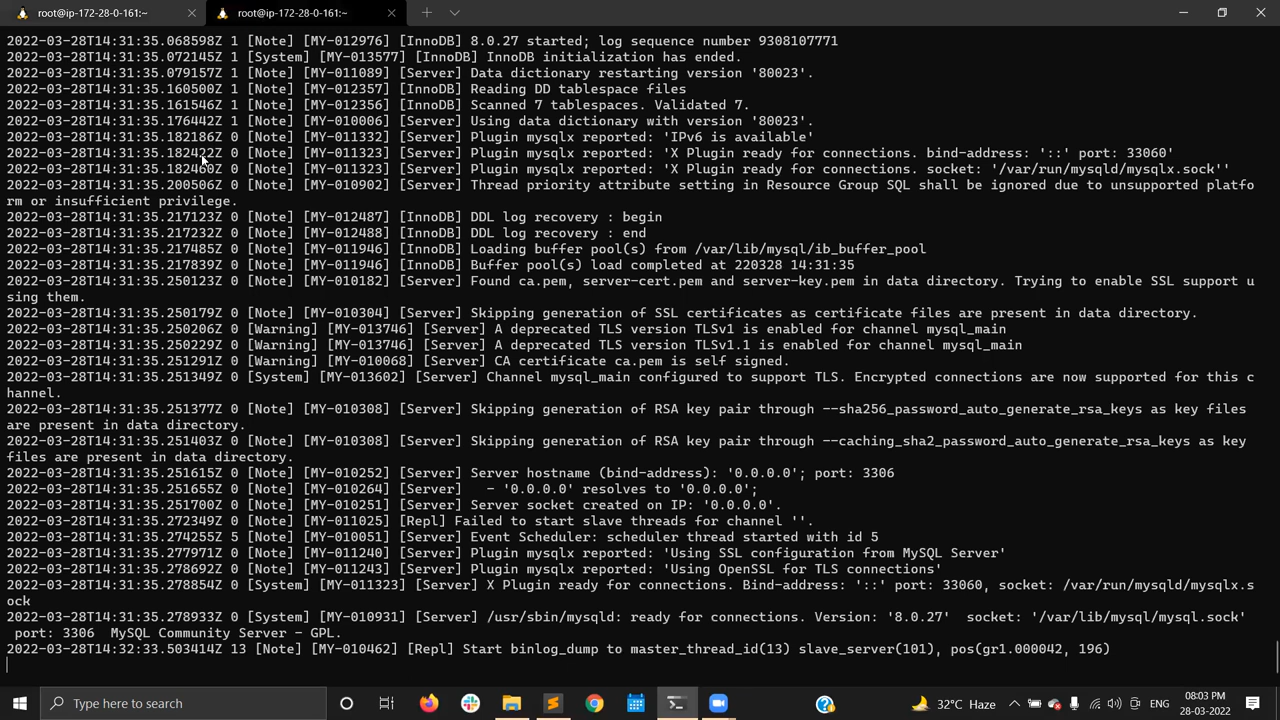 root@ip-172-28-0-161:~
root@ip-172-28-0-161:~
2022-03-28T14:31:35.068598Z 1 [Note] [MY-012976] [InnoDB] 8.0.27 started; log sequence number 9308107771
2022-03-28T14:31:35.072145Z 1 [System] [MY-013577] [InnoDB] InnoDB initialization has ended.
2022-03-28T14:31:35.079157Z 1 [Note] [MY-011089] [Server] Data dictionary restarting version '80023'.
2022-03-28T14:31:35.160500Z 1 [Note] [MY-012357] [InnoDB] Reading DD tablespace files
2022-03-28T14:31:35.161546Z 1 [Note] [MY-012356] [InnoDB] Scanned 7 tablespaces. Validated 7.
2022-03-28T14:31:35.176442Z 1 [Note] [MY-010006] [Server] Using data dictionary with version '80023'.
2022-03-28T14:31:35.182186Z 0 [Note] [MY-011332] [Server] Plugin mysqlx reported: 'IPv6 is available'
2022-03-28T14:31:35.182422Z 0 [Note] [MY-011323] [Server] Plugin mysqlx reported: 'X Plugin ready for connections. bind-address: '::' port: 33060'
2022-03-28T14:31:35.182460Z 0 [Note] [MY-011323] [Server] Plugin mysqlx reported: 'X Plugin ready for connections. socket: '/var/run/mysqld/mysqlx.sock''
2022-03-28T14:31:35.200506Z 0 [Note] [MY-010902] [Server] Thread priority attribute setting in Resource Group SQL shall be ignored due to unsupported platfo
rm or insufficient privilege.
2022-03-28T14:31:35.217123Z 0 [Note] [MY-012487] [InnoDB] DDL log recovery : begin
2022-03-28T14:31:35.217232Z 0 [Note] [MY-012488] [InnoDB] DDL log recovery : end
2022-03-28T14:31:35.217485Z 0 [Note] [MY-011946] [InnoDB] Loading buffer pool(s) from /var/lib/mysql/ib_buffer_pool
2022-03-28T14:31:35.217839Z 0 [Note] [MY-011946] [InnoDB] Buffer pool(s) load completed at 220328 14:31:35
2022-03-28T14:31:35.250123Z 0 [Note] [MY-010182] [Server] Found ca.pem, server-cert.pem and server-key.pem in data directory. Trying to enable SSL support u
sing them.
2022-03-28T14:31:35.250179Z 0 [Note] [MY-010304] [Server] Skipping generation of SSL certificates as certificate files are present in data directory.
2022-03-28T14:31:35.250206Z 0 [Warning] [MY-013746] [Server] A deprecated TLS version TLSv1 is enabled for channel mysql_main
2022-03-28T14:31:35.250229Z 0 [Warning] [MY-013746] [Server] A deprecated TLS version TLSv1.1 is enabled for channel mysql_main
2022-03-28T14:31:35.251291Z 0 [Warning] [MY-010068] [Server] CA certificate ca.pem is self signed.
2022-03-28T14:31:35.251349Z 0 [System] [MY-013602] [Server] Channel mysql_main configured to support TLS. Encrypted connections are now supported for this c
hannel.
2022-03-28T14:31:35.251377Z 0 [Note] [MY-010308] [Server] Skipping generation of RSA key pair through --sha256_password_auto_generate_rsa_keys as key files
are present in data directory.
2022-03-28T14:31:35.251403Z 0 [Note] [MY-010308] [Server] Skipping generation of RSA key pair through --caching_sha2_password_auto_generate_rsa_keys as key
files are present in data directory.
2022-03-28T14:31:35.251615Z 0 [Note] [MY-010252] [Server] Server hostname (bind-address): '0.0.0.0'; port: 3306
2022-03-28T14:31:35.251655Z 0 [Note] [MY-010264] [Server]   - '0.0.0.0' resolves to '0.0.0.0';
2022-03-28T14:31:35.251700Z 0 [Note] [MY-010251] [Server] Server socket created on IP: '0.0.0.0'.
2022-03-28T14:31:35.272349Z 0 [Note] [MY-011025] [Repl] Failed to start slave threads for channel ''.
2022-03-28T14:31:35.274255Z 5 [Note] [MY-010051] [Server] Event Scheduler: scheduler thread started with id 5
2022-03-28T14:31:35.277971Z 0 [Note] [MY-011240] [Server] Plugin mysqlx reported: 'Using SSL configuration from MySQL Server'
2022-03-28T14:31:35.278692Z 0 [Note] [MY-011243] [Server] Plugin mysqlx reported: 'Using OpenSSL for TLS connections'
2022-03-28T14:31:35.278854Z 0 [System] [MY-011323] [Server] X Plugin ready for connections. Bind-address: '::' port: 33060, socket: /var/run/mysqld/mysqlx.s
ock
2022-03-28T14:31:35.278933Z 0 [System] [MY-010931] [Server] /usr/sbin/mysqld: ready for connections. Version: '8.0.27'  socket: '/var/lib/mysql/mysql.sock'
 port: 3306  MySQL Community Server - GPL.
2022-03-28T14:32:33.503414Z 13 [Note] [MY-010462] [Repl] Start binlog_dump to master_thread_id(13) slave_server(101), pos(gr1.000042, 196)
Type here to search
32°C Haze
ENG
08:03 PM
28-03-2022